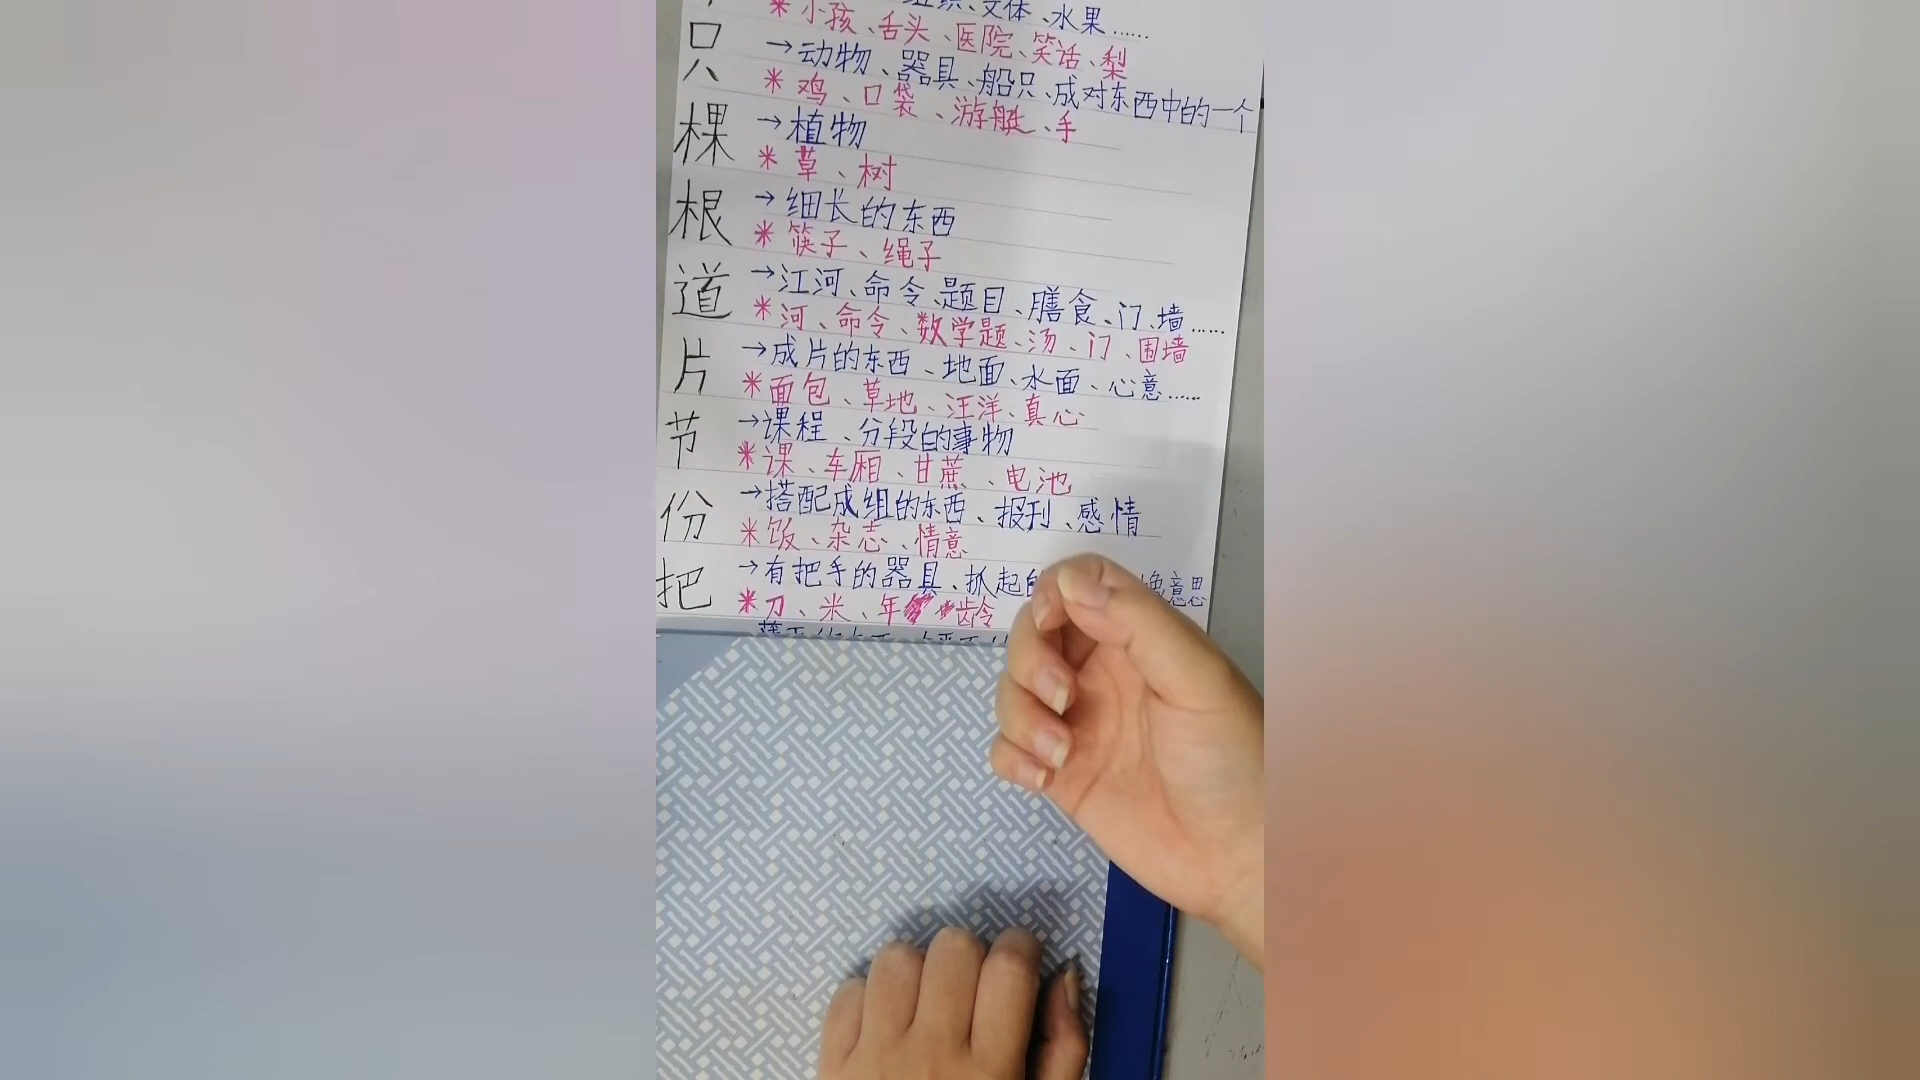 文体、水果……
*小孩、舌头、医院、笑话、梨
只 →动物、器具、船只、成对东西中的一个
*鸡、口袋、游艇、手
棵 →植物
*草、树
根 →细长的东西
*筷子、绳子
道 →江河、命令、题目、膳食、门、墙……
*河、命令、数学题、汤、门、围墙
片 →成片的东西、地面、水面、心意……
*面包、草地、汪洋、真心
节 →课程、分段的事物
*课、车厢、甘蔗、电池
份 →搭配成组的东西、报刊、感情
*饭、杂志、情意
把 →有把手的器具、抓起 意思
*刀、米、年 龄